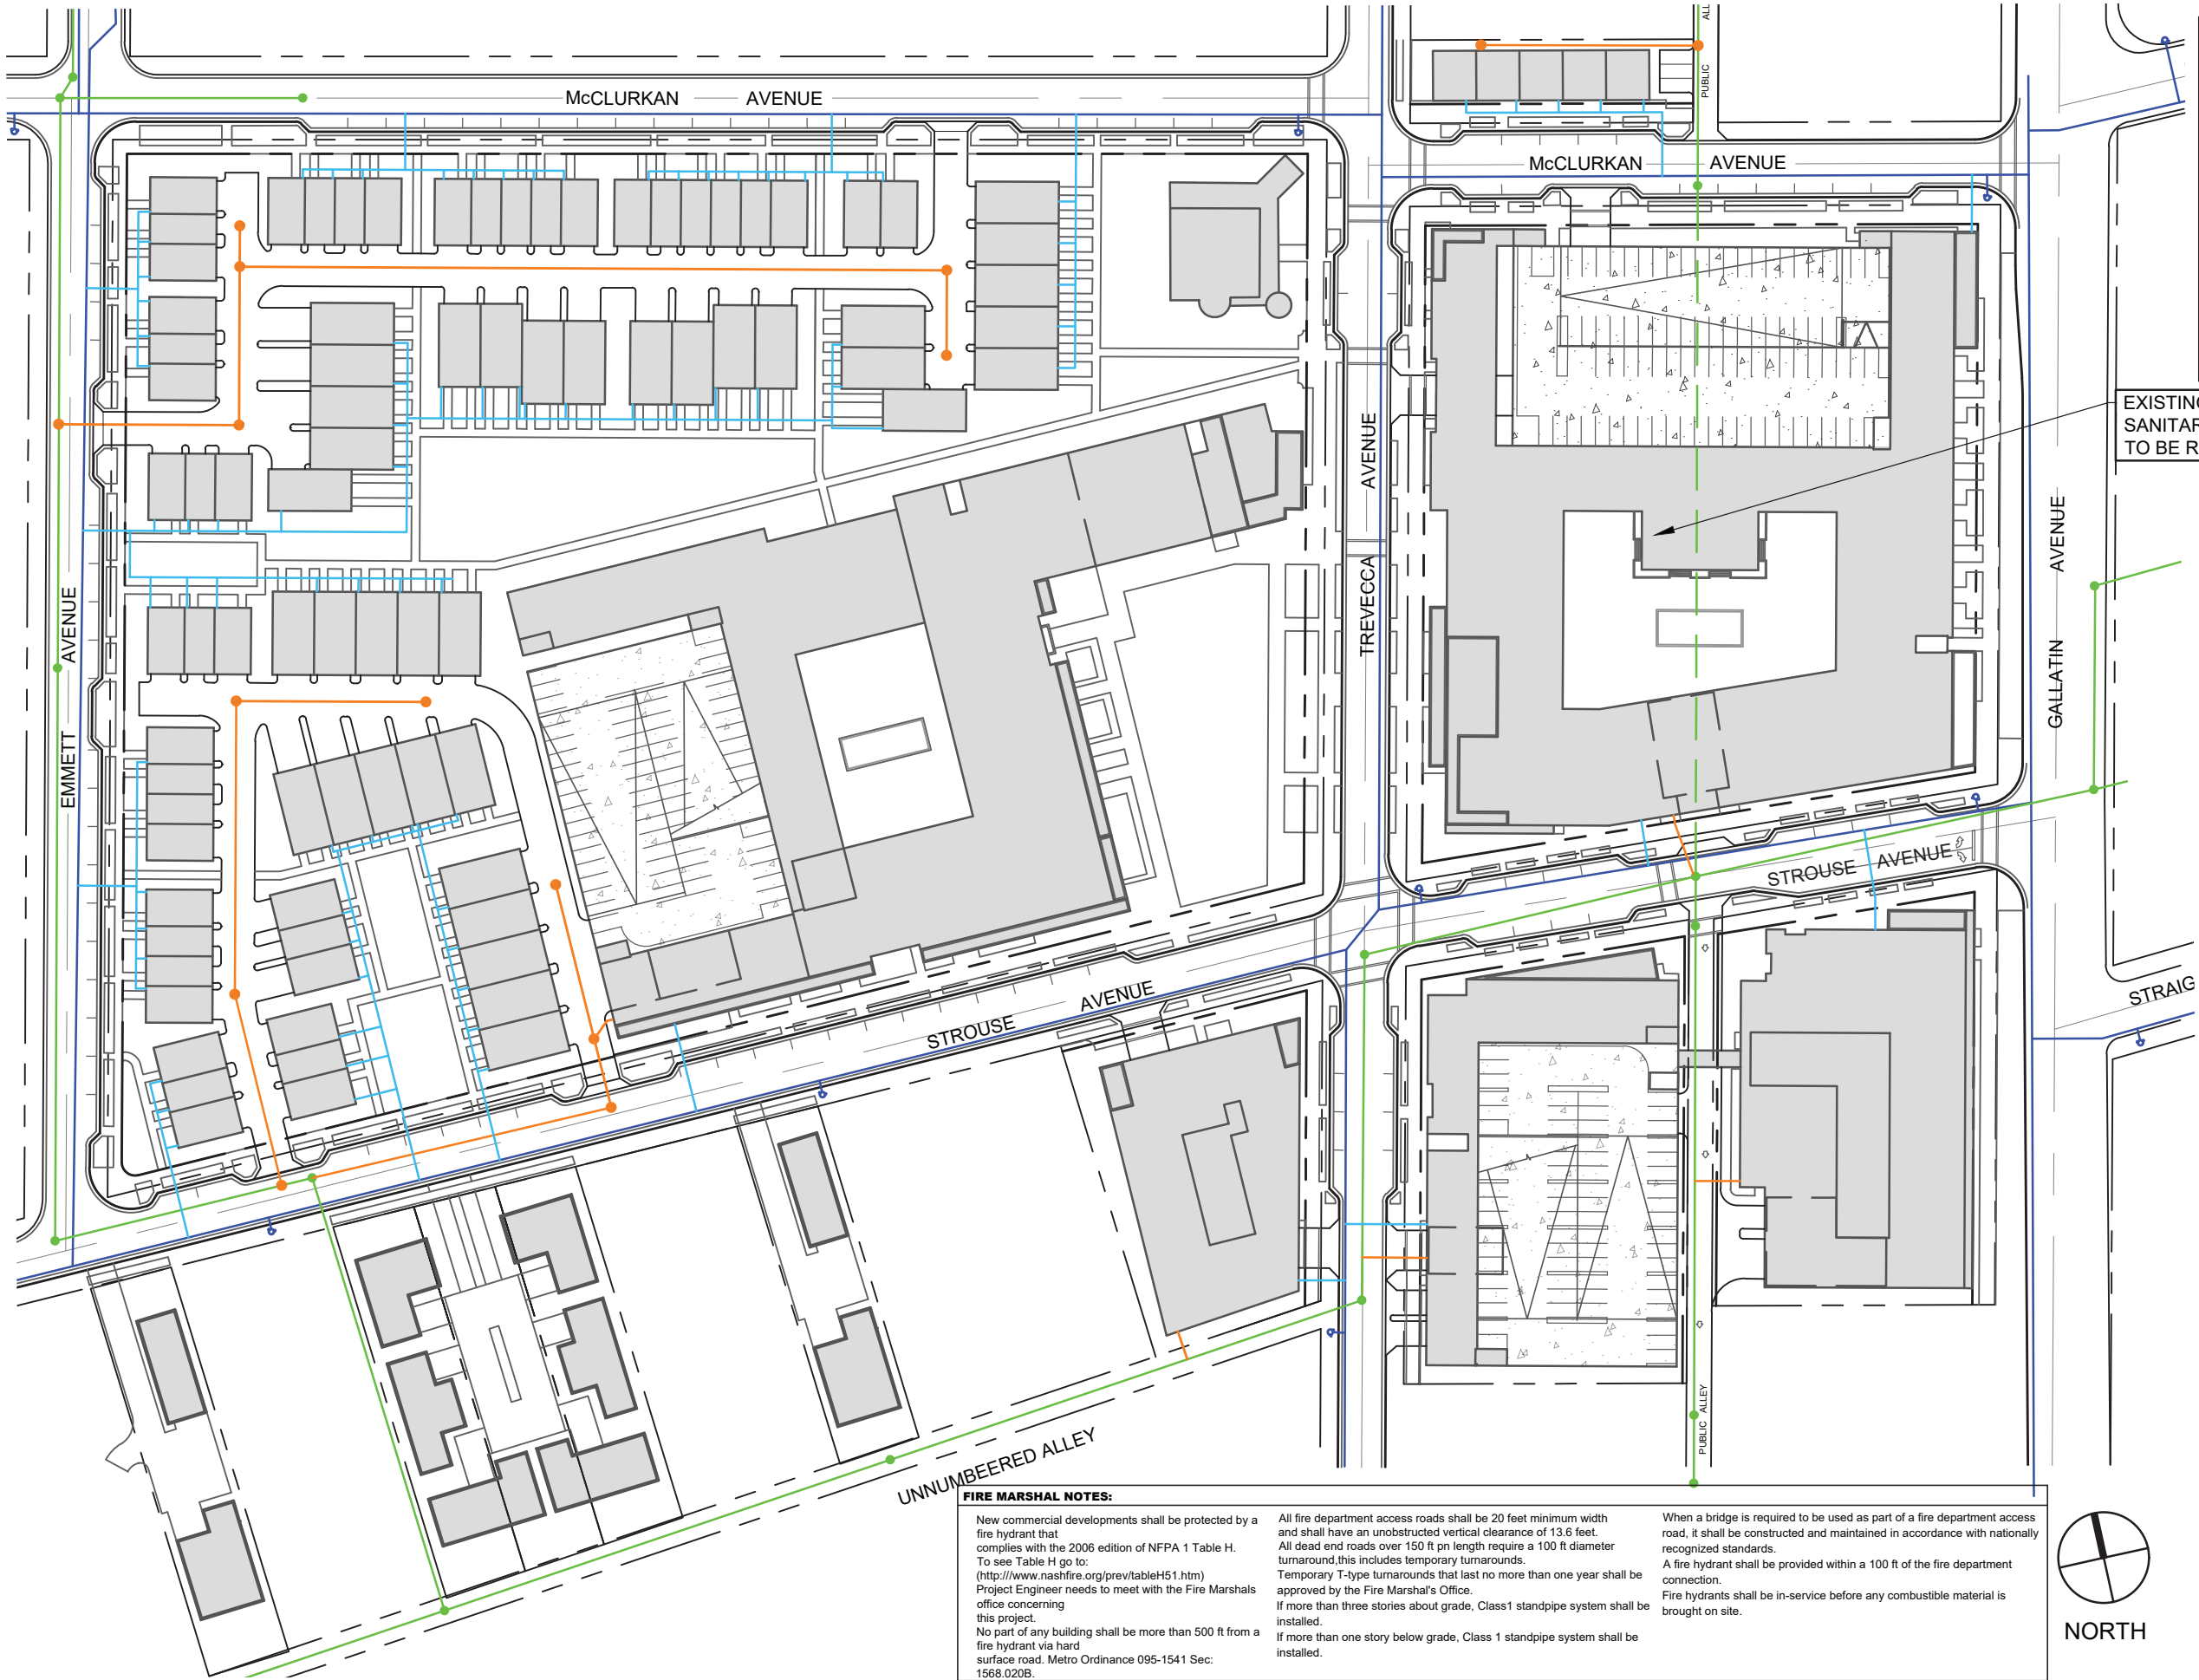 ALL
PUBLIC
McCLURKAN AVENUE
McCLURKAN AVENUE
EXISTING
SANITAR
TO BE R
TREVECCA AVENUE
GALLATIN AVENUE
EMMETT AVENUE
STROUSE AVENUE
STROUSE AVENUE
STRAIG
PUBLIC ALLEY
UNNUMBEERED ALLEY
FIRE MARSHAL NOTES:
New commercial developments shall be protected by a
fire hydrant that
complies with the 2006 edition of NFPA 1 Table H.
To see Table H go to:
(http:///www.nashfire.org/prev/tableH51.htm)
Project Engineer needs to meet with the Fire Marshals
office concerning
this project.
No part of any building shall be more than 500 ft from a
fire hydrant via hard
surface road. Metro Ordinance 095-1541 Sec:
1568.020B.
All fire department access roads shall be 20 feet minimum width
and shall have an unobstructed vertical clearance of 13.6 feet.
All dead end roads over 150 ft pn length require a 100 ft diameter
turnaround,this includes temporary turnarounds.
Temporary T-type turnarounds that last no more than one year shall be
approved by the Fire Marshal's Office.
If more than three stories about grade, Class1 standpipe system shall be
installed.
If more than one story below grade, Class 1 standpipe system shall be
installed.
When a bridge is required to be used as part of a fire department access
road, it shall be constructed and maintained in accordance with nationally
recognized standards.
A fire hydrant shall be provided within a 100 ft of the fire department
connection.
Fire hydrants shall be in-service before any combustible material is
brought on site.
NORTH